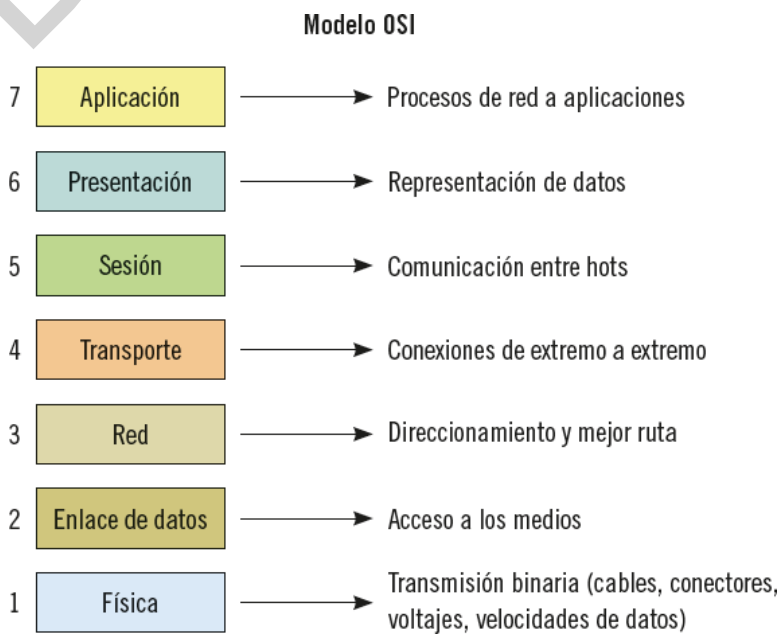 Modelo OSI
7 Aplicación Procesos de red a aplicaciones
6 Presentación Representación de datos
5 Sesión Comunicación entre hots
4 Transporte Conexiones de extremo a extremo
3 Red Direccionamiento y mejor ruta
2 Enlace de datos Acceso a los medios
1 Física Transmisión binaria (cables, conectores,
voltajes, velocidades de datos)